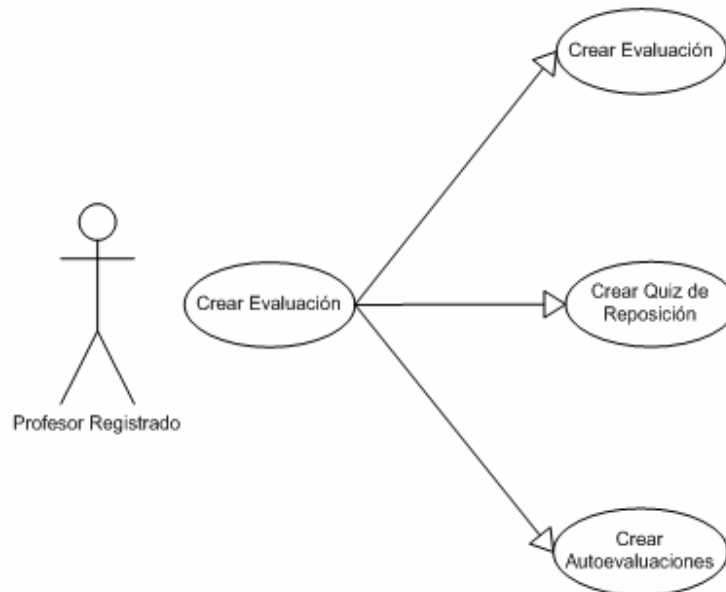 Crear Evaluación
Crear Evaluación
Crear Quiz de
Reposición
Profesor Registrado
Crear
Autoevaluaciones